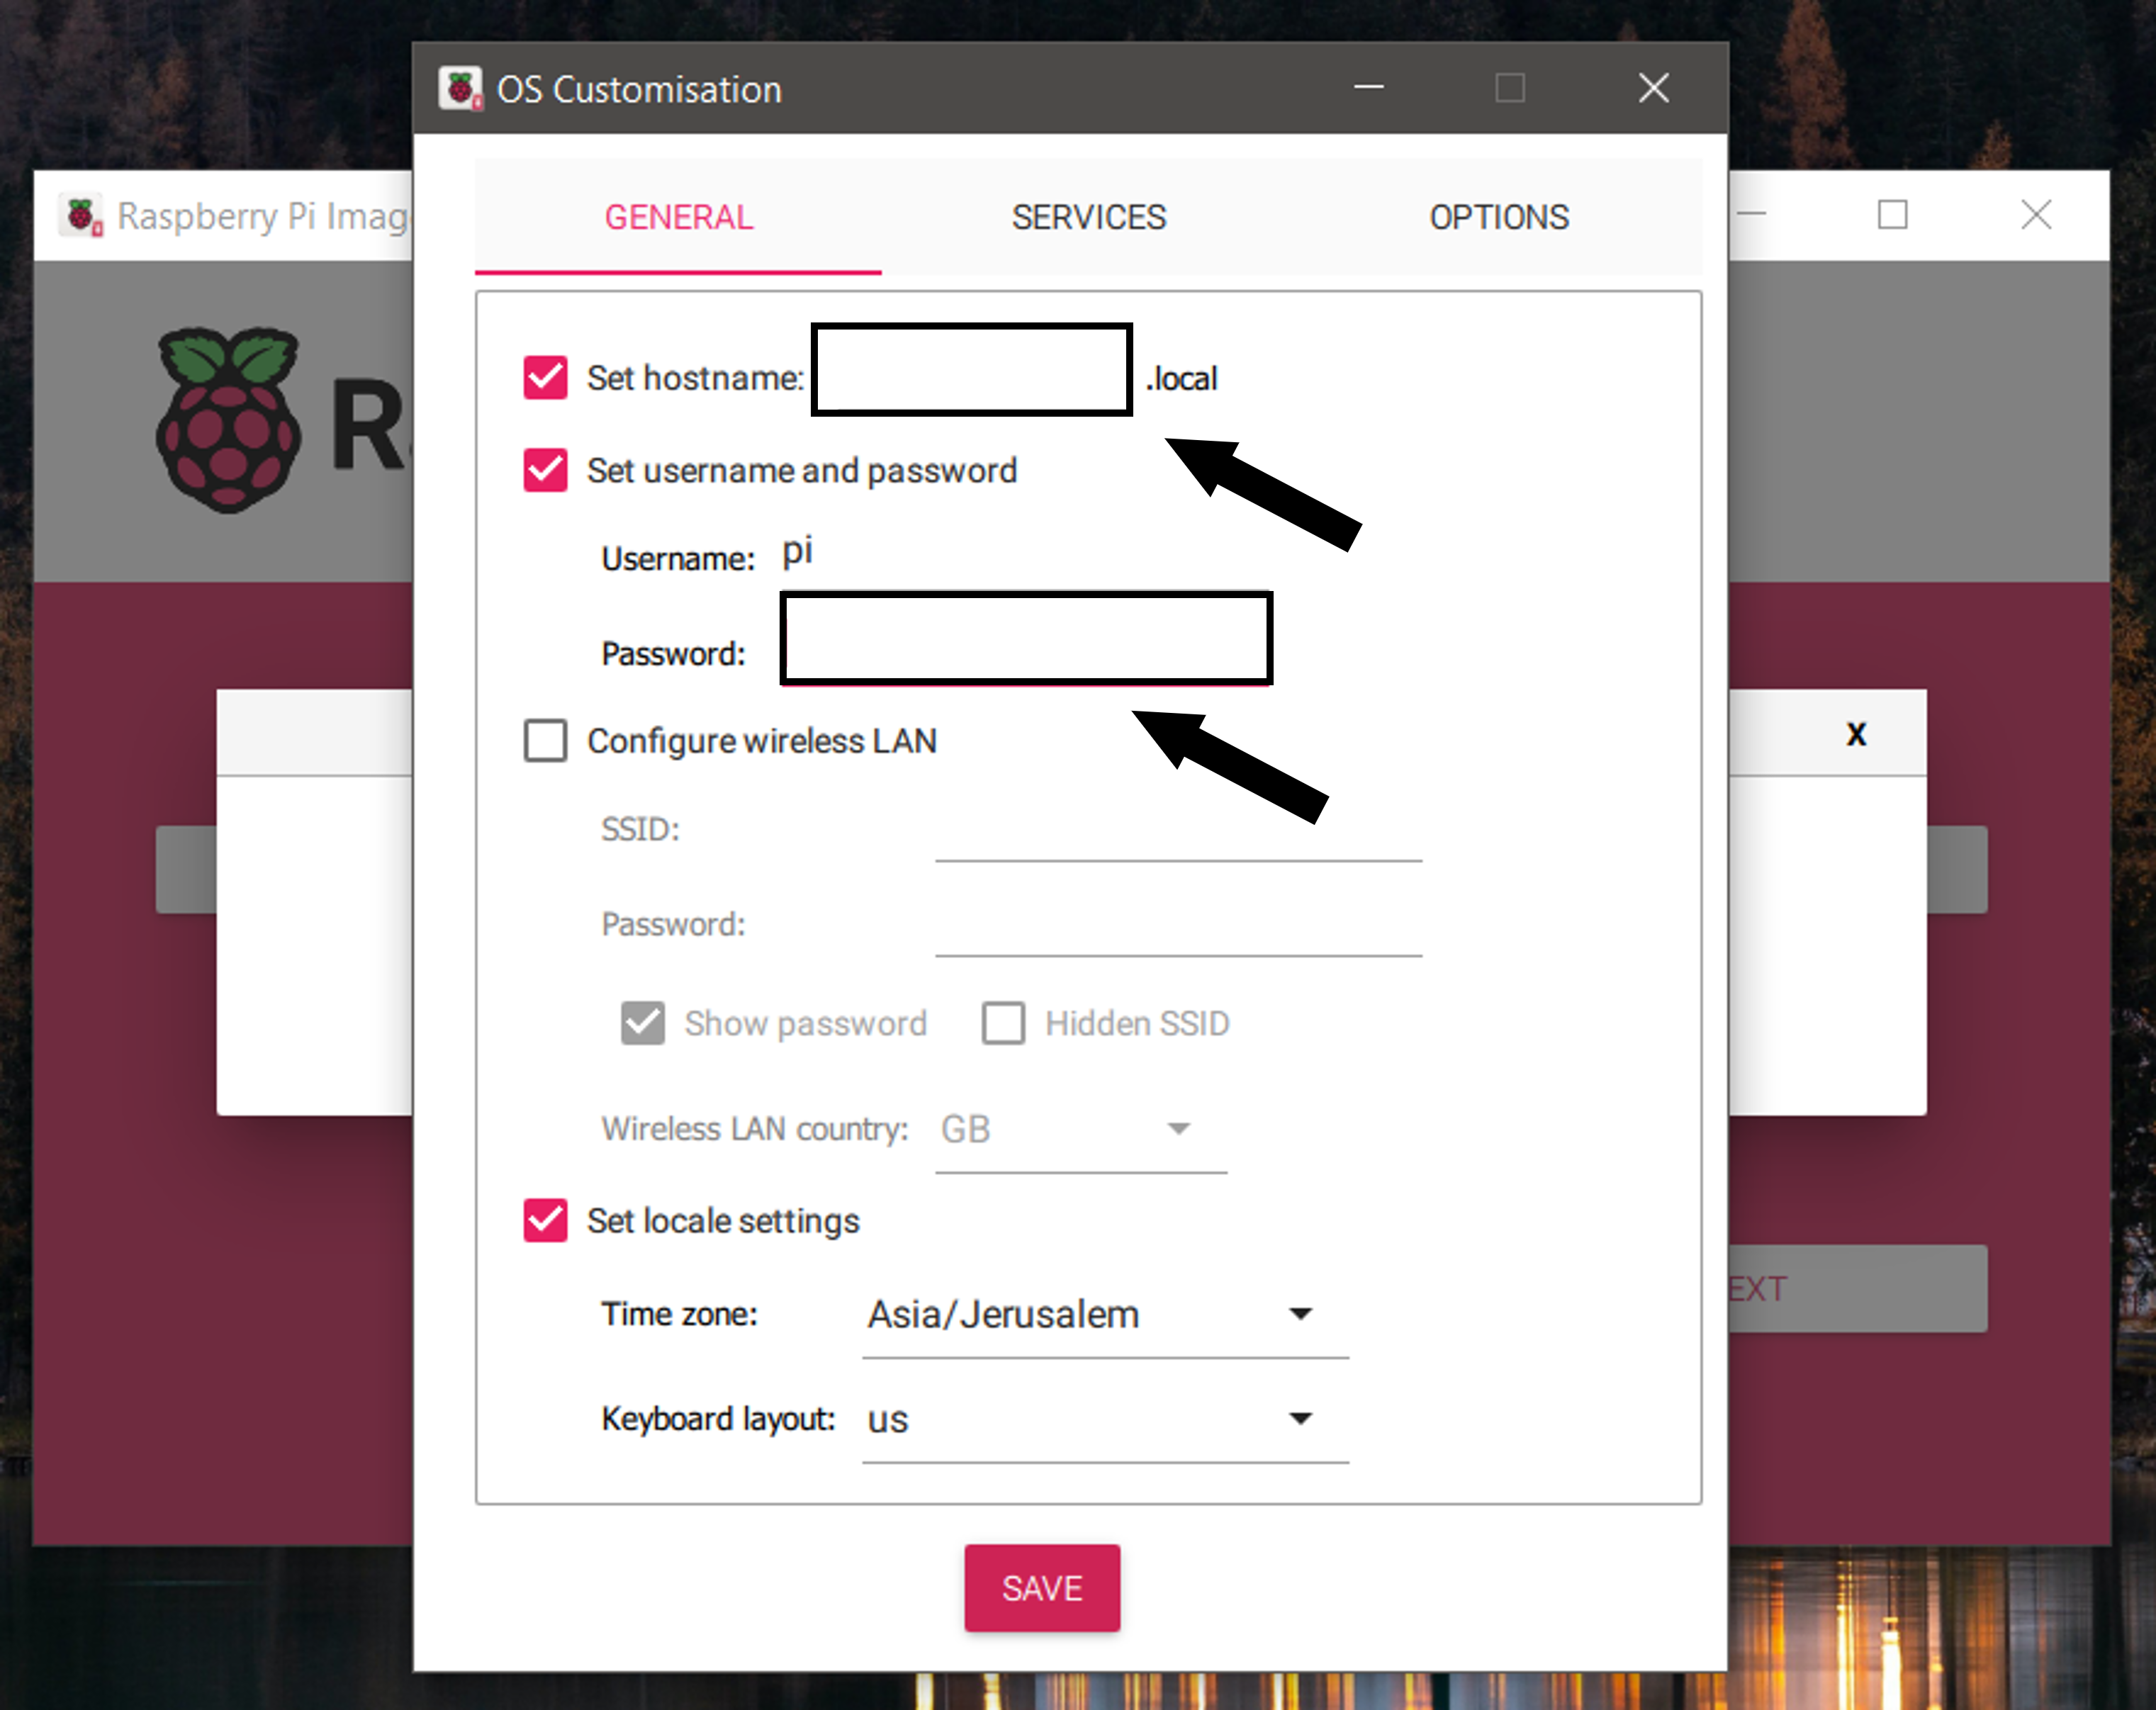 OS Customisation
Raspberry Pi Imag
GENERAL SERVICES OPTIONS
R
Set hostname: .local
Set username and password
Username: pi
Password:
X
Configure wireless LAN
SSID:
Password:
Show password Hidden SSID
Wireless LAN country: GB
Set locale settings
EXT
Time zone: Asia/Jerusalem
Keyboard layout: us
SAVE